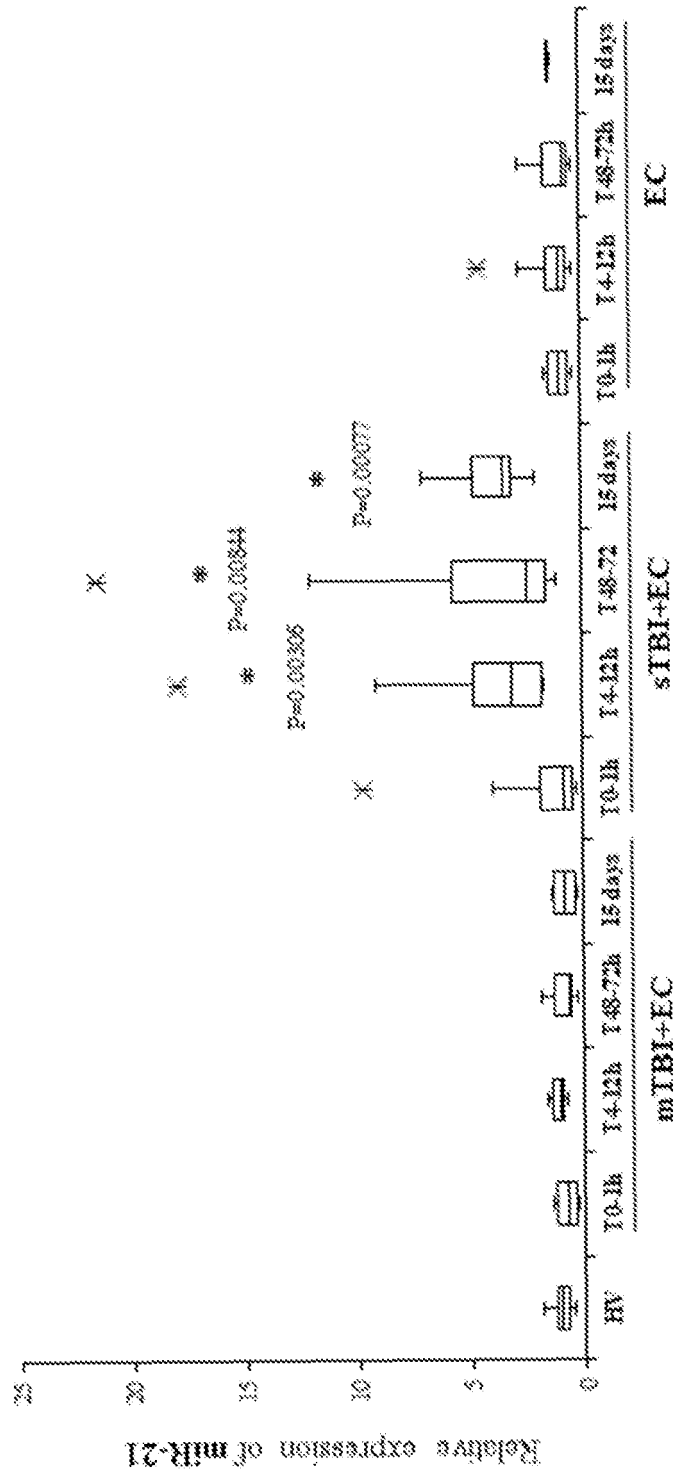 Relative expression of miR-21
25
20
15
10
5
0
P=0.00306
P=0.00844
P=0.00077
HV
T0-1h
T4-12h
T48-72h
15 days
T0-1h
T4-12h
T48-72
15 days
T0-1h
T4-12h
T48-72h
15 days
mTBI+EC
sTBI+EC
EC